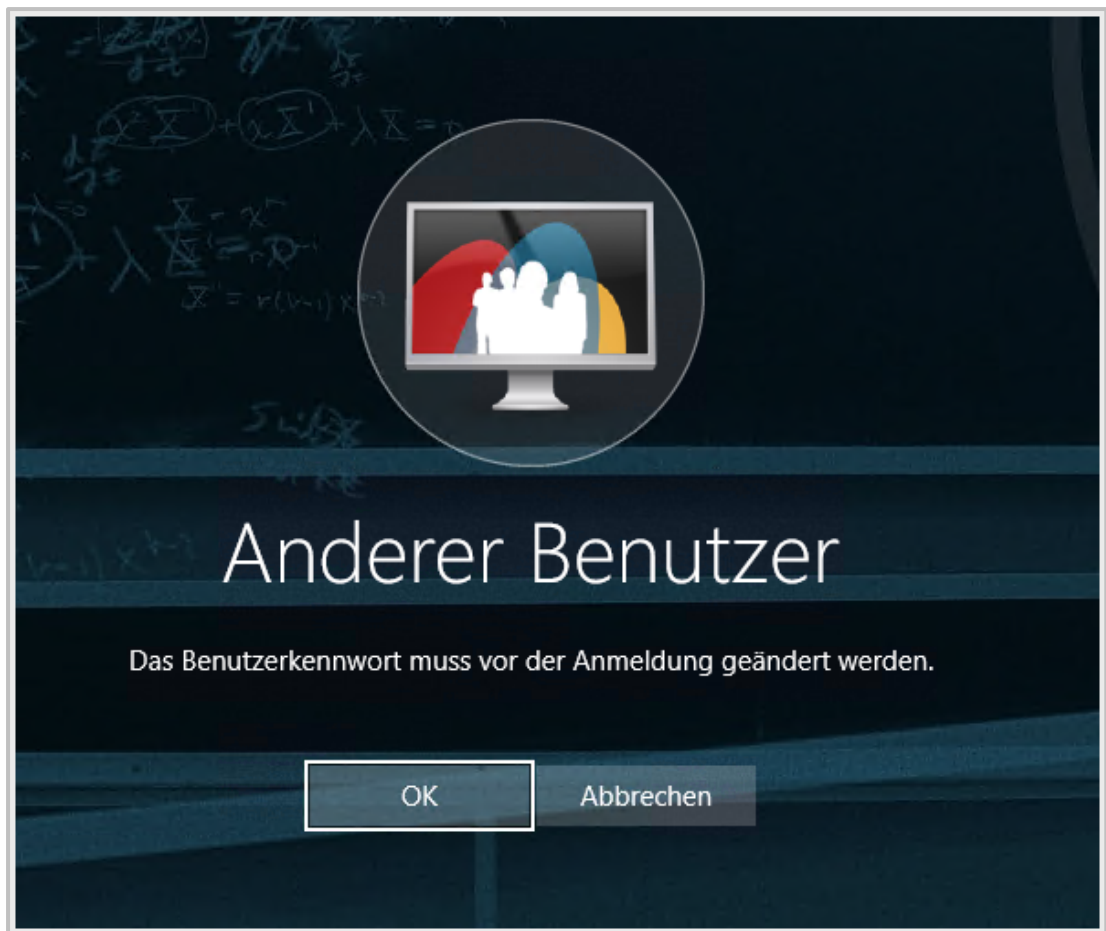 Anderer Benutzer
Das Benutzerkennwort muss vor der Anmeldung geändert werden.
OK
Abbrechen